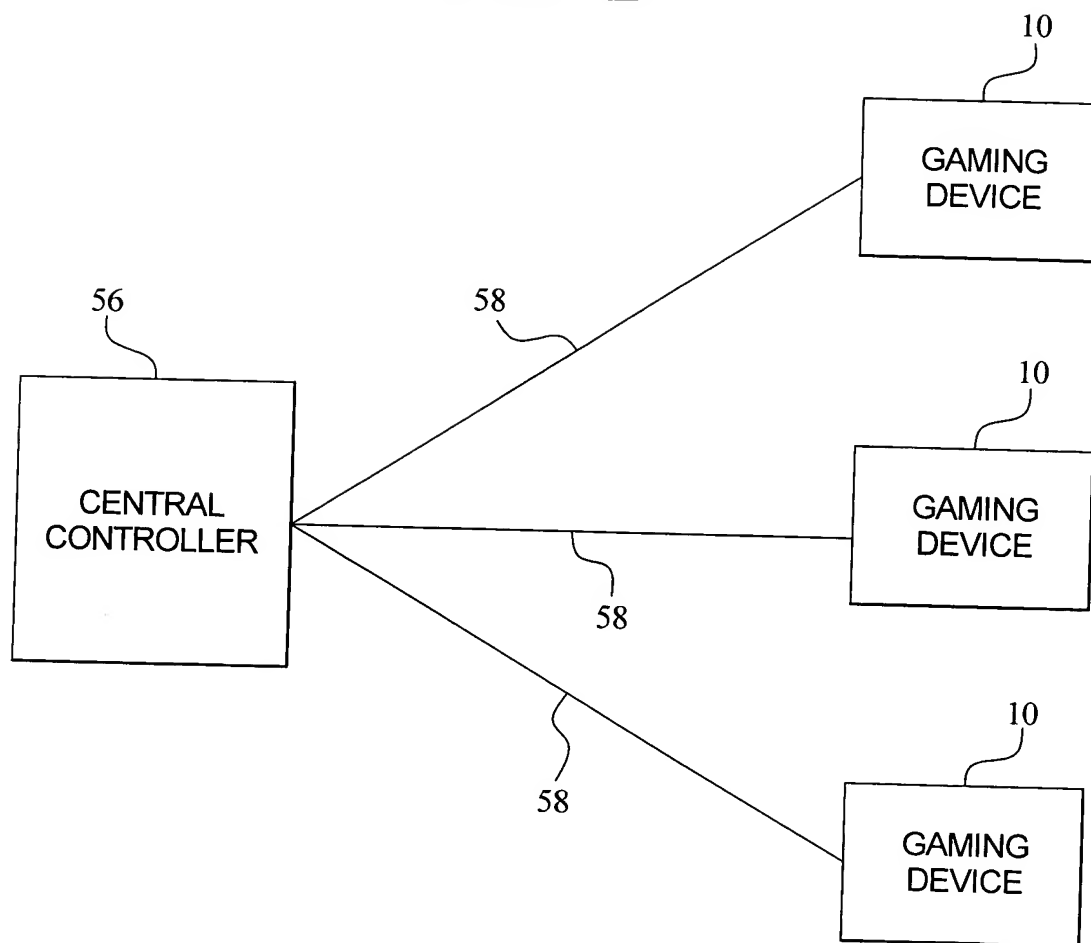 10
GAMING
DEVICE
56
58
10
CENTRAL
CONTROLLER
GAMING
DEVICE
58
10
58
GAMING
DEVICE